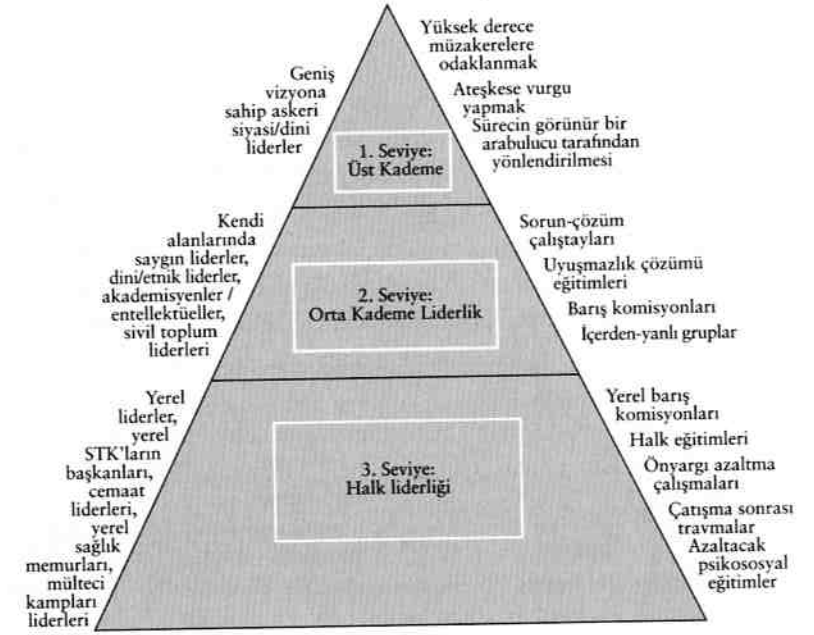 Geniş
vizyona
sahip askeri
siyasi/dini
liderler
1. Seviye:
Üst Kademe
Yüksek derece
müzakerelere
odaklanmak
Ateşkese vurgu
yapmak
Sürecin görünür bir
arabulucu tarafından
yönlendirilmesi
Kendi
alanlarında
saygın liderler,
dini/etnik liderler,
akademisyenler /
entellektüeller,
sivil toplum
liderleri
2. Seviye:
Orta Kademe Liderlik
Sorun-çözüm
çalıştayları
Uyuşmazlık çözümü
eğitimleri
Barış komisyonları
İçerden-yanlı gruplar
Yerel
liderler,
yerel
STK'ların
başkanları,
cemaat
liderleri,
yerel
sağlık
memurları,
mülteci
kampları
liderleri
3. Seviye:
Halk liderliği
Yerel barış
komisyonları
Halk eğitimleri
Önyargı azaltma
çalışmaları
Çatışma sonrası
travmalar
Azaltacak
psikososyal
eğitimler